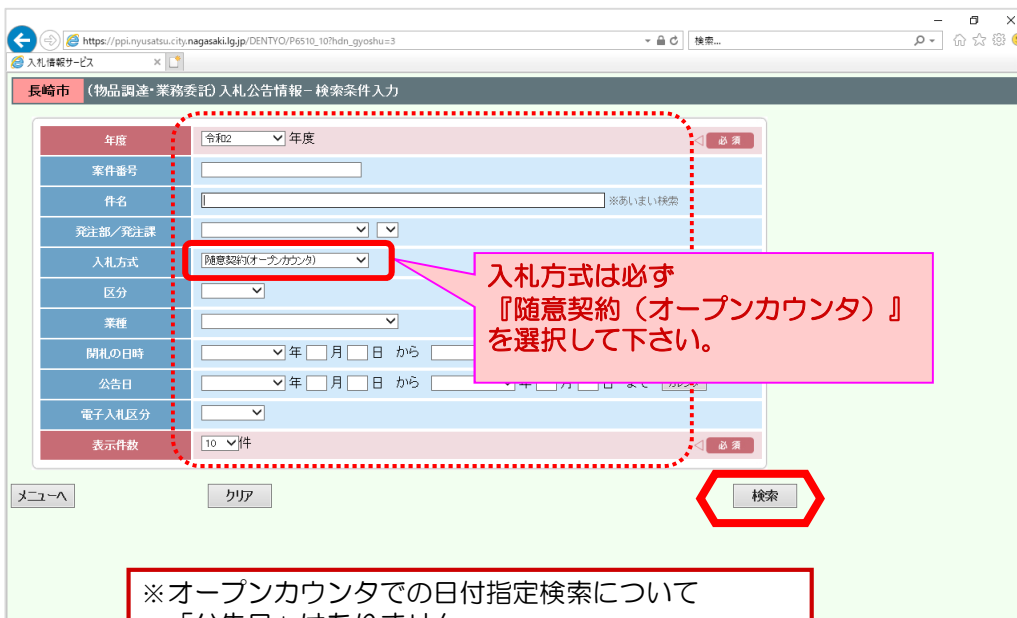 https://ppi.nyusatsu.city.nagasaki.lg.jp/DENTYO/P6510_10?hdn_gyoshu=3
検索...
入札情報サービス
長崎市 (物品調達・業務委託)入札公告情報－検索条件入力
年度 令和2 年度 必須
案件番号
件名 ※あいまい検索
発注部／発注課
入札方式 随意契約(オープンカウンタ)
入札方式は必ず
『随意契約（オープンカウンタ）』
を選択して下さい。
区分
業種
開札の日時 年 月 日 から
公告日 年 月 日 から 年 月 日 まで
電子入札区分
表示件数 10 件 必須
メニューへ クリア 検索
※オープンカウンタでの日付指定検索について